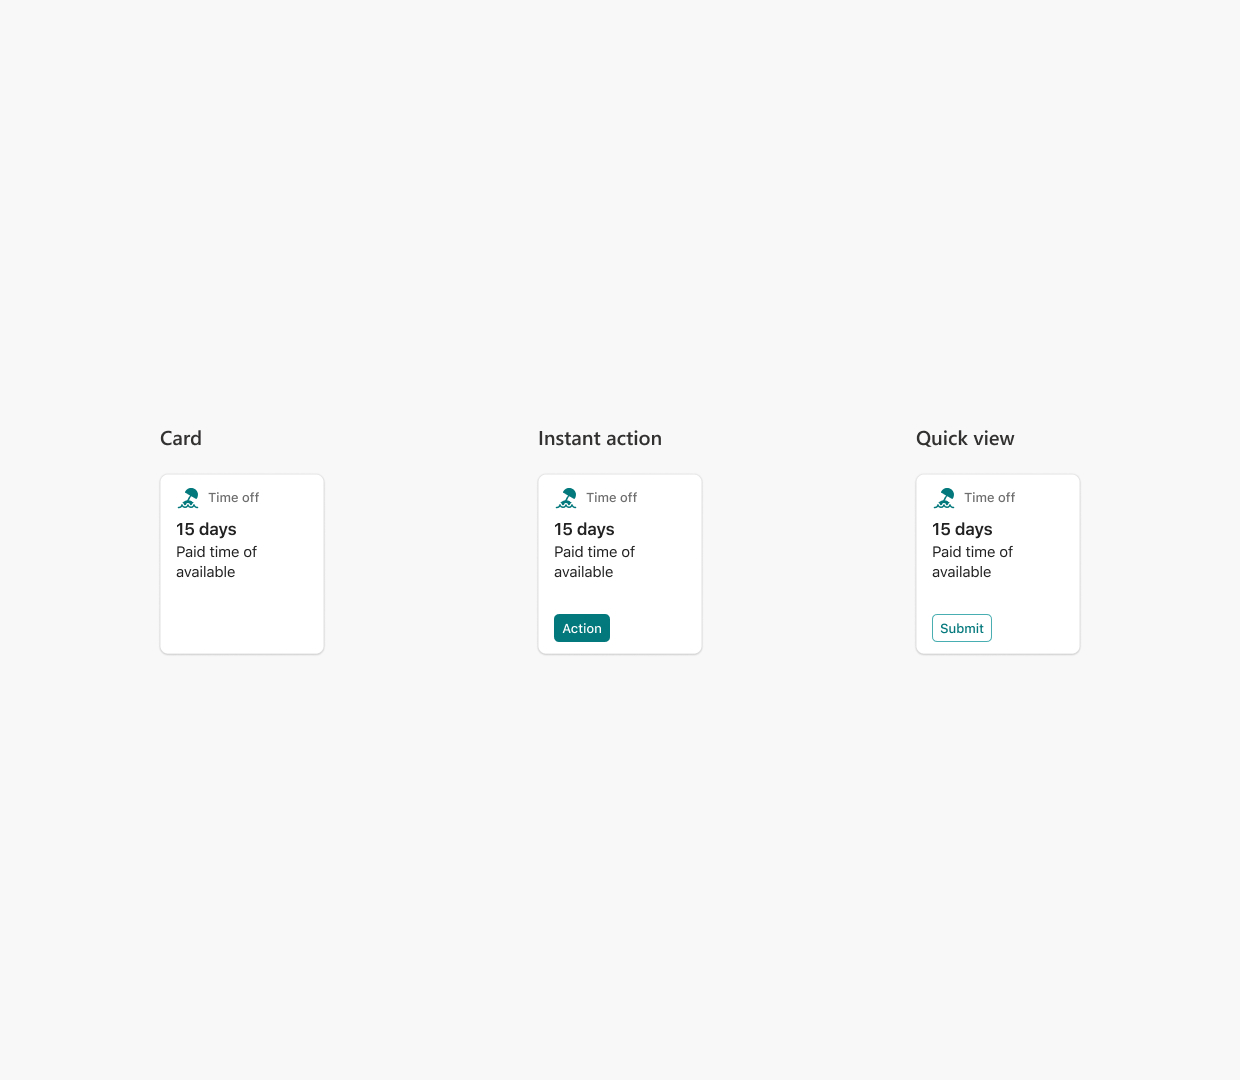 Card
Instant action
Quick view
Time off
15 days
Paid time of
available
Time off
15 days
Paid time of
available
Action
Time off
15 days
Paid time of
available
Submit